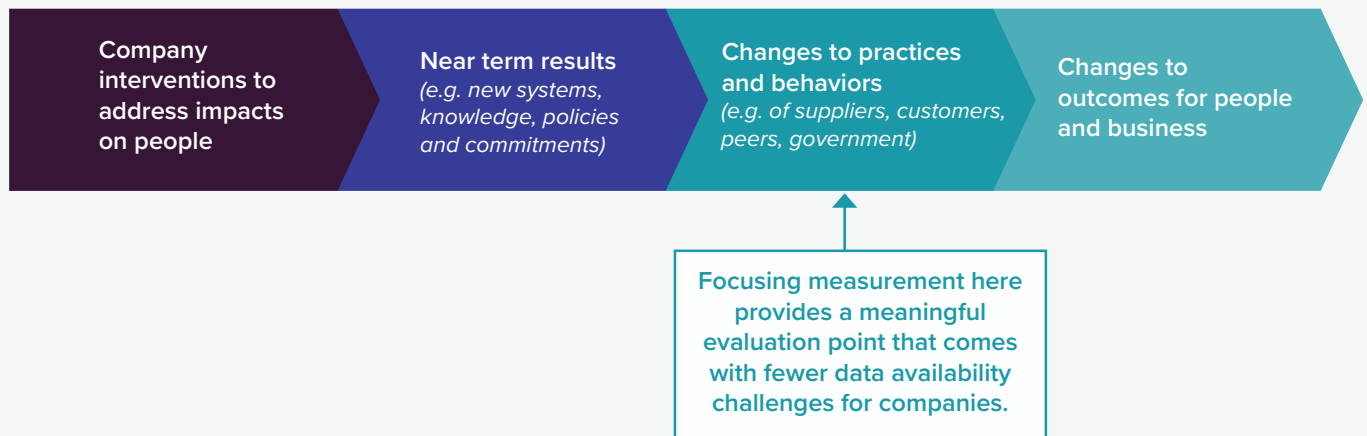 Company
interventions to
address impacts
on people
Near term results
(e.g. new systems,
knowledge, policies
and commitments)
Changes to practices
and behaviors
(e.g. of suppliers, customers,
peers, government)
Changes to
outcomes for people
and business
Focusing measurement here
provides a meaningful
evaluation point that comes
with fewer data availability
challenges for companies.